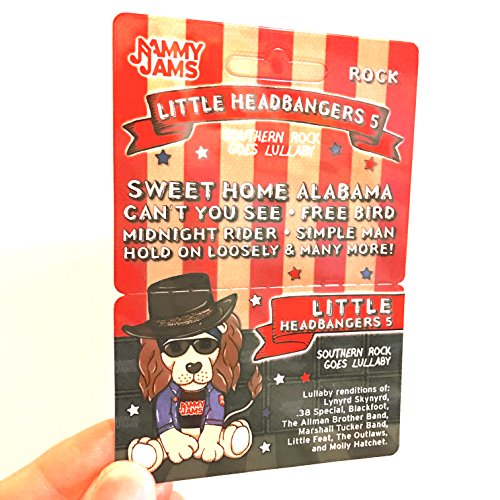 JAMMY
JAMS
ROCK
LITTLE HEADBANGERS 5
SOUTHERN ROCK
GOES LULLABY
SWEET HOME ALABAMA
CAN'T YOU SEE • FREE BIRD
MIDNIGHT RIDER • SIMPLE MAN
HOLD ON LOOSELY & MANY MORE!
LITTLE
HEADBANGERS 5
SOUTHERN ROCK
GOES LULLABY
Lullaby renditions of:
Lynyrd Skynyrd,
.38 Special, Blackfoot,
The Allman Brother Band,
Marshall Tucker Band,
Little Feat, The Outlaws,
and Molly Hatchet.
JAMMY
JAMS